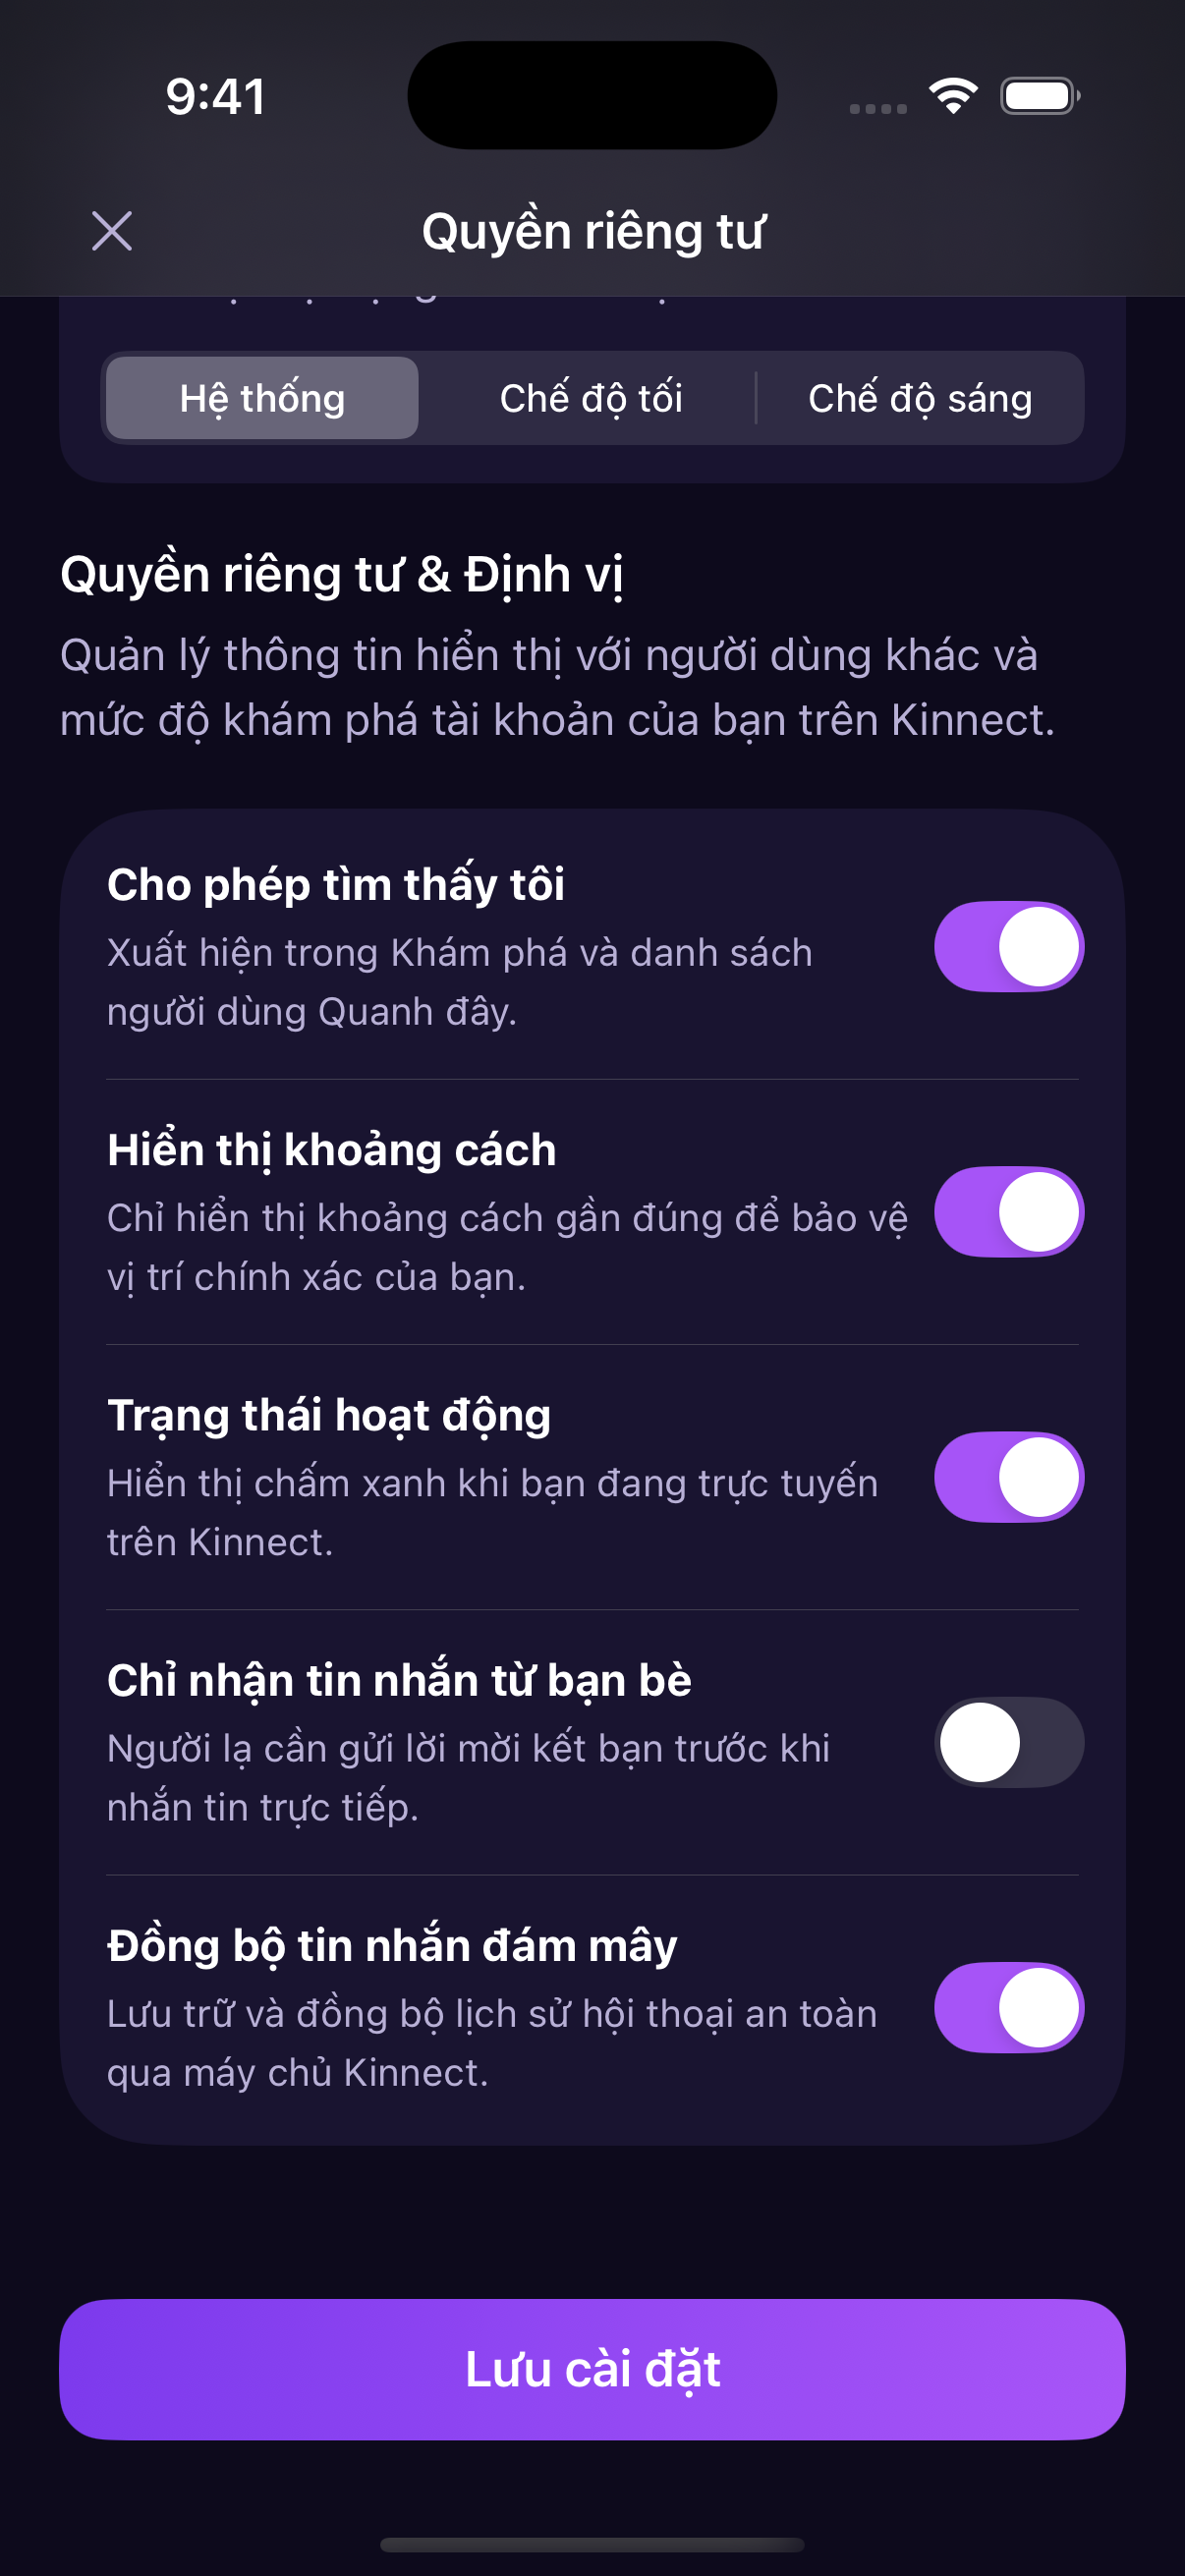 9:41
Quyền riêng tư
Hệ thống
Chế độ tối
Chế độ sáng
Quyền riêng tư & Định vị
Quản lý thông tin hiển thị với người dùng khác và
mức độ khám phá tài khoản của bạn trên Kinnect.
Cho phép tìm thấy tôi
Xuất hiện trong Khám phá và danh sách
người dùng Quanh đây.
Hiển thị khoảng cách
Chỉ hiển thị khoảng cách gần đúng để bảo vệ
vị trí chính xác của bạn.
Trạng thái hoạt động
Hiển thị chấm xanh khi bạn đang trực tuyến
trên Kinnect.
Chỉ nhận tin nhắn từ bạn bè
Người lạ cần gửi lời mời kết bạn trước khi
nhắn tin trực tiếp.
Đồng bộ tin nhắn đám mây
Lưu trữ và đồng bộ lịch sử hội thoại an toàn
qua máy chủ Kinnect.
Lưu cài đặt